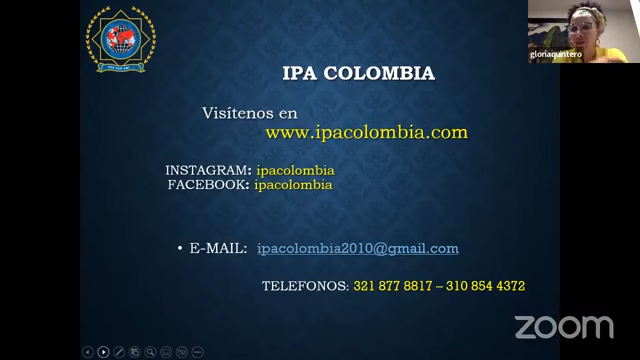 gloriaquintero
IPA COLOMBIA
Visítenos en
www.ipacolombia.com
INSTAGRAM: ipacolombia
FACEBOOK: ipacolombia
• E-MAIL: ipacolombia2010@gmail.com
TELEFONOS: 321 877 8817 – 310 854 4372
zoom